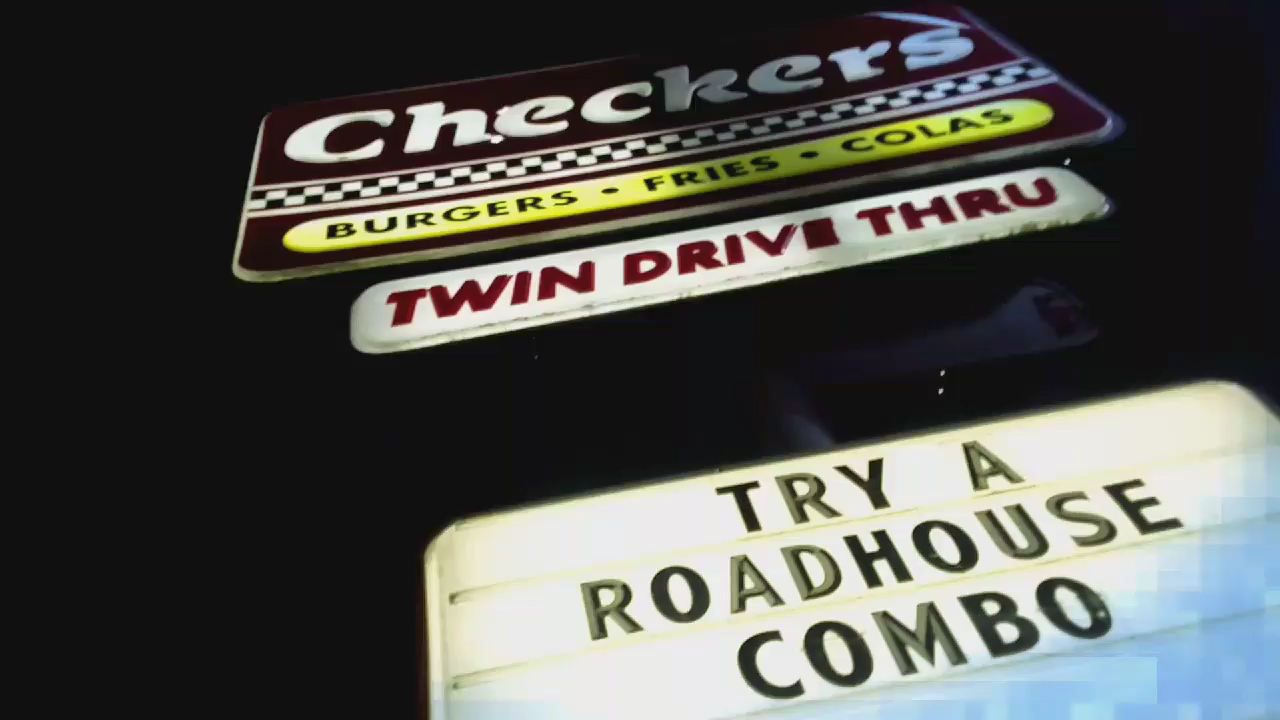 Checkers
BURGERS • FRIES • COLAS
TWIN DRIVE THRU
TRY A
ROADHOUSE
COMBO